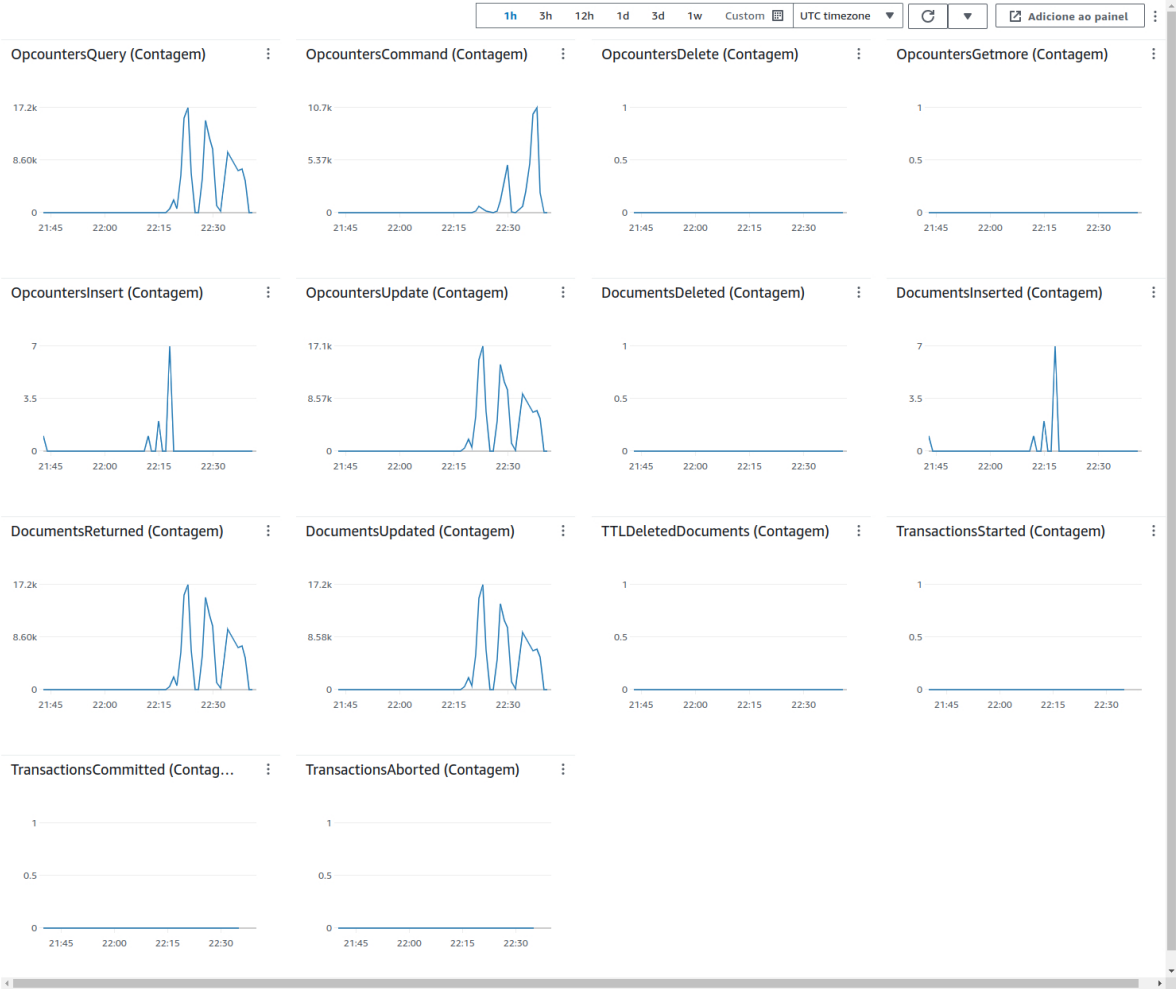 1h 3h 12h 1d 3d 1w Custom UTC timezone Adicione ao painel
OpcountersQuery (Contagem)
17.2k
8.60k
0
21:45 22:00 22:15 22:30
OpcountersCommand (Contagem)
10.7k
5.37k
0
21:45 22:00 22:15 22:30
OpcountersDelete (Contagem)
1
0.5
0
21:45 22:00 22:15 22:30
OpcountersGetmore (Contagem)
1
0.5
0
21:45 22:00 22:15 22:30
OpcountersInsert (Contagem)
7
3.5
0
21:45 22:00 22:15 22:30
OpcountersUpdate (Contagem)
17.1k
8.57k
0
21:45 22:00 22:15 22:30
DocumentsDeleted (Contagem)
1
0.5
0
21:45 22:00 22:15 22:30
DocumentsInserted (Contagem)
7
3.5
0
21:45 22:00 22:15 22:30
DocumentsReturned (Contagem)
17.2k
8.60k
0
21:45 22:00 22:15 22:30
DocumentsUpdated (Contagem)
17.2k
8.58k
0
21:45 22:00 22:15 22:30
TTLDeletedDocuments (Contagem)
1
0.5
0
21:45 22:00 22:15 22:30
TransactionsStarted (Contagem)
1
0.5
0
21:45 22:00 22:15 22:30
TransactionsCommitted (Contag...
1
0.5
0
21:45 22:00 22:15 22:30
TransactionsAborted (Contagem)
1
0.5
0
21:45 22:00 22:15 22:30